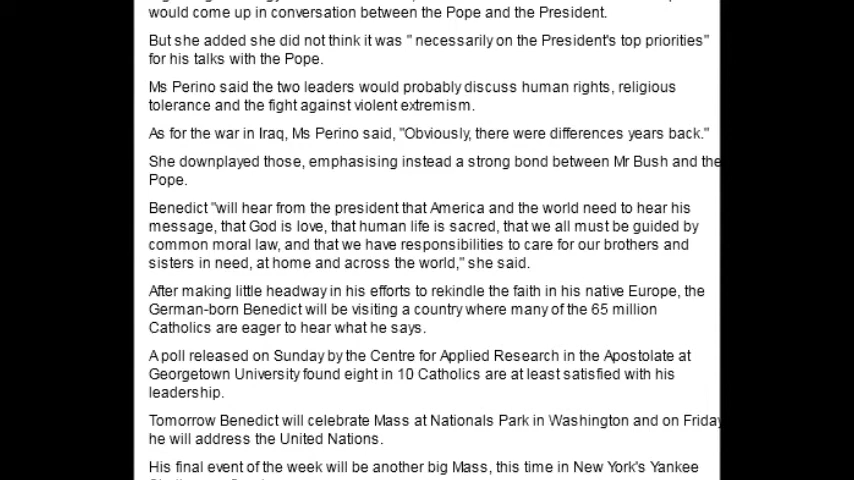 would come up in conversation between the Pope and the President.
But she added she did not think it was " necessarily on the President's top priorities"
for his talks with the Pope.
Ms Perino said the two leaders would probably discuss human rights, religious
tolerance and the fight against violent extremism.
As for the war in Iraq, Ms Perino said, "Obviously, there were differences years back."
She downplayed those, emphasising instead a strong bond between Mr Bush and the
Pope.
Benedict "will hear from the president that America and the world need to hear his
message, that God is love, that human life is sacred, that we all must be guided by
common moral law, and that we have responsibilities to care for our brothers and
sisters in need, at home and across the world," she said.
After making little headway in his efforts to rekindle the faith in his native Europe, the
German-born Benedict will be visiting a country where many of the 65 million
Catholics are eager to hear what he says.
A poll released on Sunday by the Centre for Applied Research in the Apostolate at
Georgetown University found eight in 10 Catholics are at least satisfied with his
leadership.
Tomorrow Benedict will celebrate Mass at Nationals Park in Washington and on Friday
he will address the United Nations.
His final event of the week will be another big Mass, this time in New York's Yankee